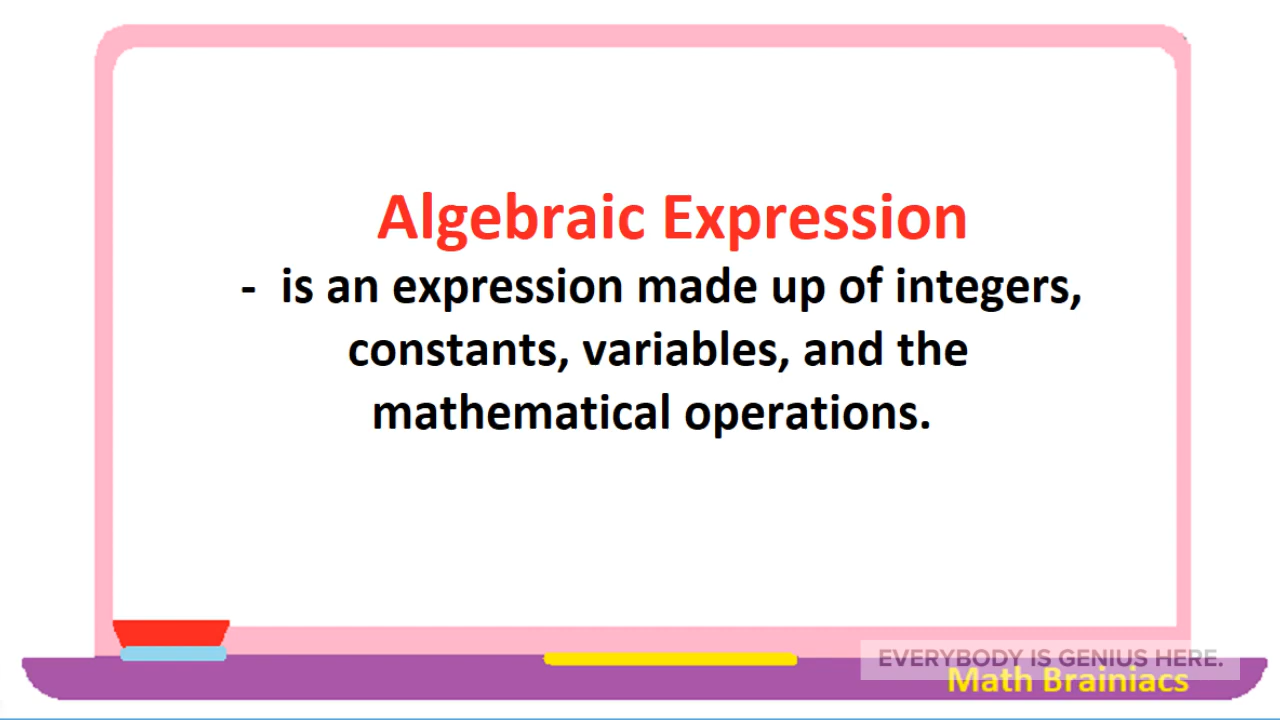 Algebraic Expression
- is an expression made up of integers,
constants, variables, and the
mathematical operations.
EVERYBODY IS GENIUS HERE.
Math Brainiacs